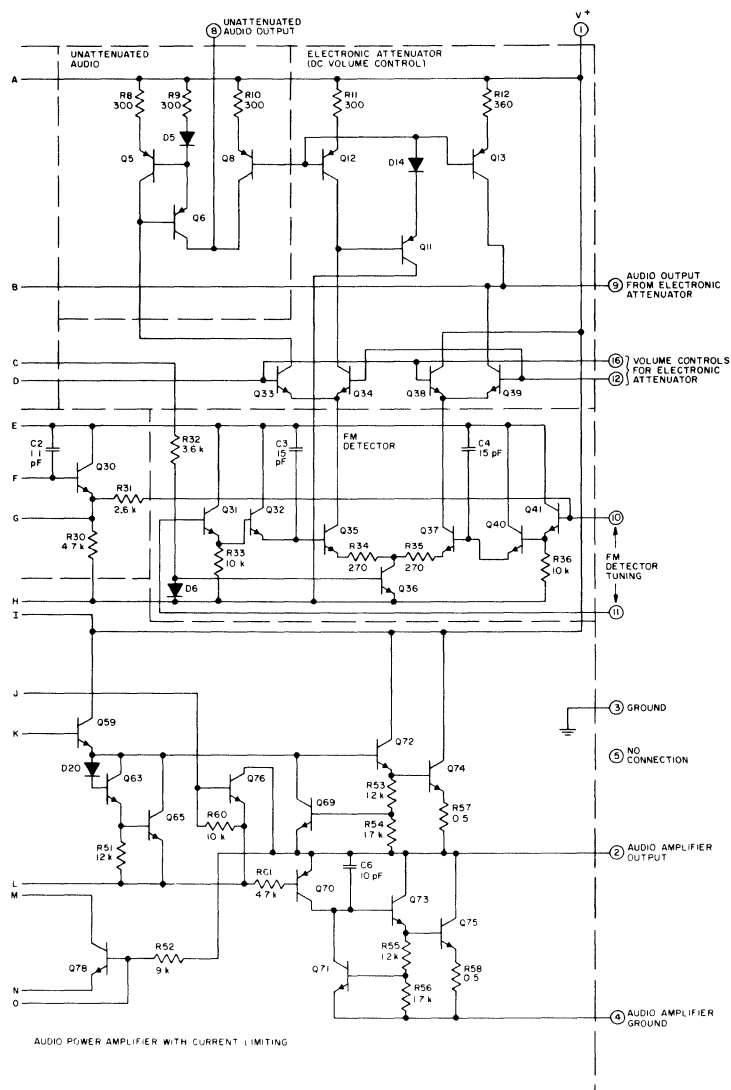 V+
UNATTENUATED
AUDIO OUTPUT
8
1
UNATTENUATED
AUDIO
ELECTRONIC ATTENUATOR
(DC VOLUME CONTROL)
A
R8
300
R9
300
R10
300
R11
300
R12
360
D5
Q5
Q8
Q12
D14
Q13
Q6
Q11
B
9
AUDIO OUTPUT
FROM ELECTRONIC
ATTENUATOR
C
D
16
12
VOLUME CONTROLS
FOR ELECTRONIC
ATTENUATOR
Q33
Q34
Q38
Q39
E
C2
1.1
pF
Q30
R32
3.6 k
C3
15
pF
FM
DETECTOR
C4
15 pF
F
R31
2.6 k
Q31
Q32
Q35
Q37
Q40
Q41
G
10
R30
4.7 k
R33
10 k
R34
270
R35
270
R36
10 k
FM
DETECTOR
TUNING
D6
Q36
H
I
11
J
K
Q59
3
GROUND
Q72
Q74
5
NO
CONNECTION
D20
Q63
Q76
Q69
R53
1.2 k
Q65
R60
10 k
R54
1.7 k
R57
0.5
R51
12 k
2
AUDIO AMPLIFIER
OUTPUT
L
R61
4.7 k
Q70
C6
10 pF
M
Q73
Q75
R52
9 k
R55
1.2 k
Q78
Q71
R58
0.5
N
O
R56
1.7 k
4
AUDIO AMPLIFIER
GROUND
AUDIO POWER AMPLIFIER WITH CURRENT LIMITING